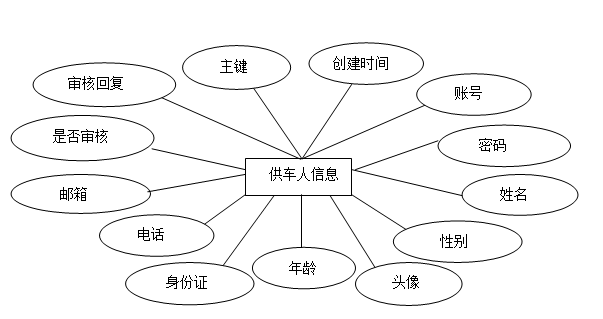 主键
创建时间
审核回复
账号
是否审核
密码
供车人信息
邮箱
姓名
电话
性别
身份证
年龄
头像